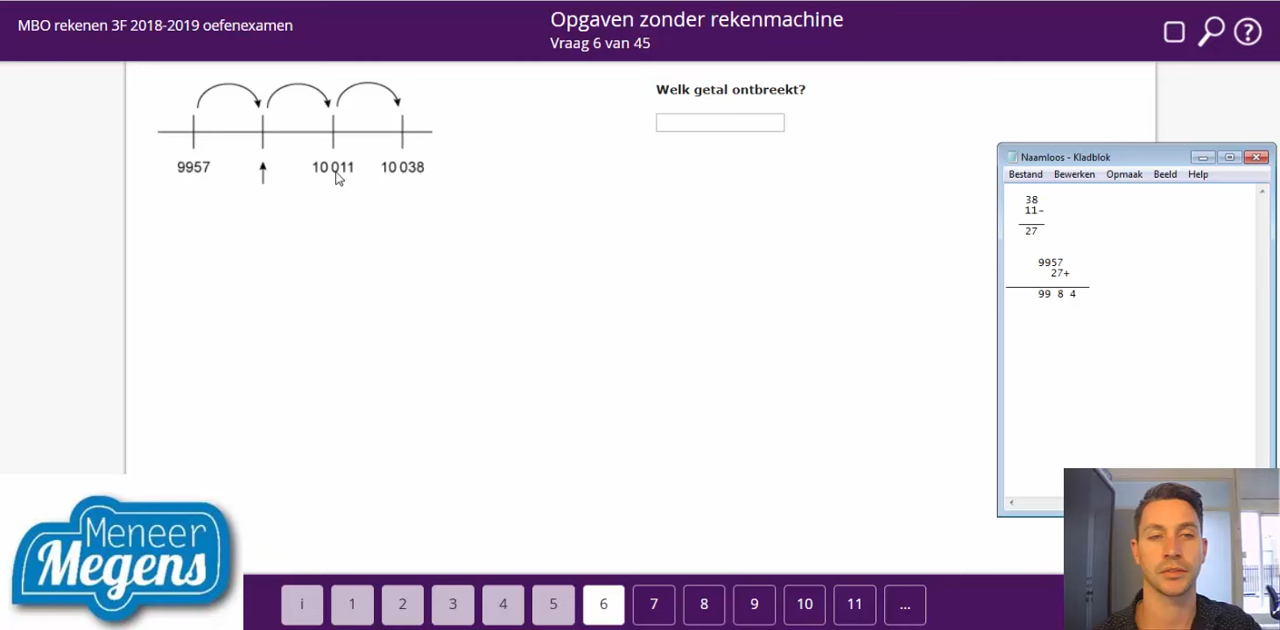 MBO rekenen 3F 2018-2019 oefenexamen
Opgaven zonder rekenmachine
Vraag 6 van 45
?
Welk getal ontbreekt?
9957 10 011 10 038
Naamloos - Kladblok
Bestand Bewerken Opmaak Beeld Help
38
11-
27
9957
27+
99 8 4
Meneer
Megens
i 1 2 3 4 5 6 7 8 9 10 11 ...